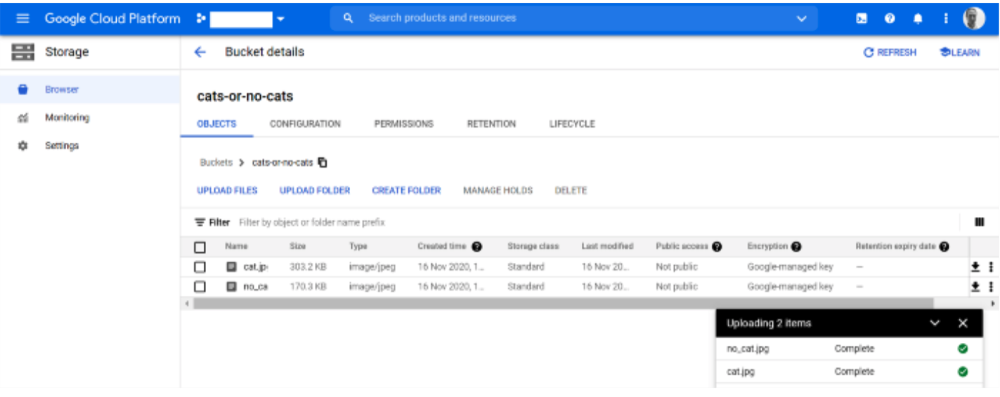 Google Cloud Platform Search products and resources
Storage Bucket details REFRESH LEARN
Browser
Monitoring
Settings
cats-or-no-cats
OBJECTS CONFIGURATION PERMISSIONS RETENTION LIFECYCLE
Buckets > cats-or-no-cats
UPLOAD FILES UPLOAD FOLDER CREATE FOLDER MANAGE HOLDS DELETE
Filter Filter by object or folder name prefix
Name Size Type Created time Storage class Last modified Public access Encryption Retention expiry date
cat.jp 303.2 KB image/jpeg 16 Nov 2020, 1... Standard 16 Nov 20... Not public Google-managed key —
no_ca 170.3 KB image/jpeg 16 Nov 2020, 1... Standard 16 Nov 20... Not public Google-managed key —
Uploading 2 items
no_cat.jpg Complete
cat.jpg Complete